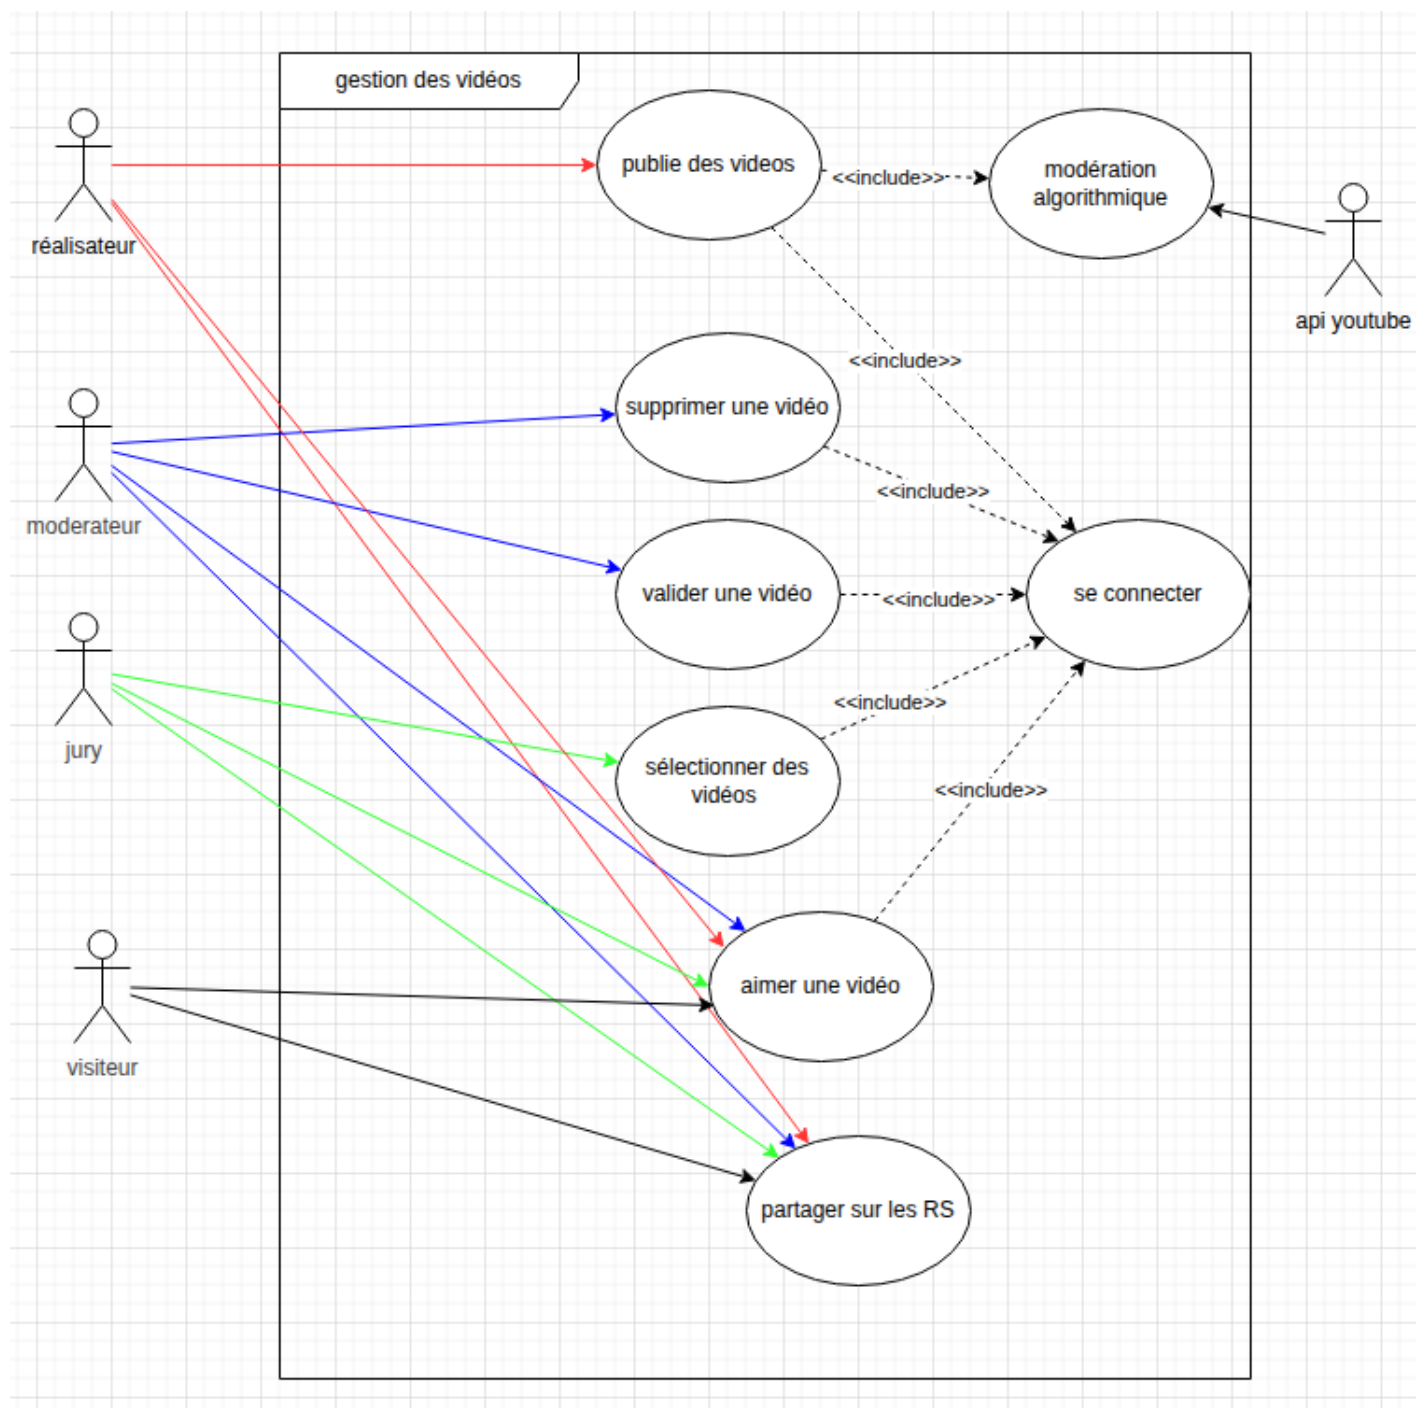 gestion des vidéos
publie des videos
<<include>>
modération
algorithmique
réalisateur
api youtube
<<include>>
supprimer une vidéo
<<include>>
moderateur
valider une vidéo
<<include>>
se connecter
<<include>>
jury
sélectionner des
vidéos
<<include>>
aimer une vidéo
visiteur
partager sur les RS